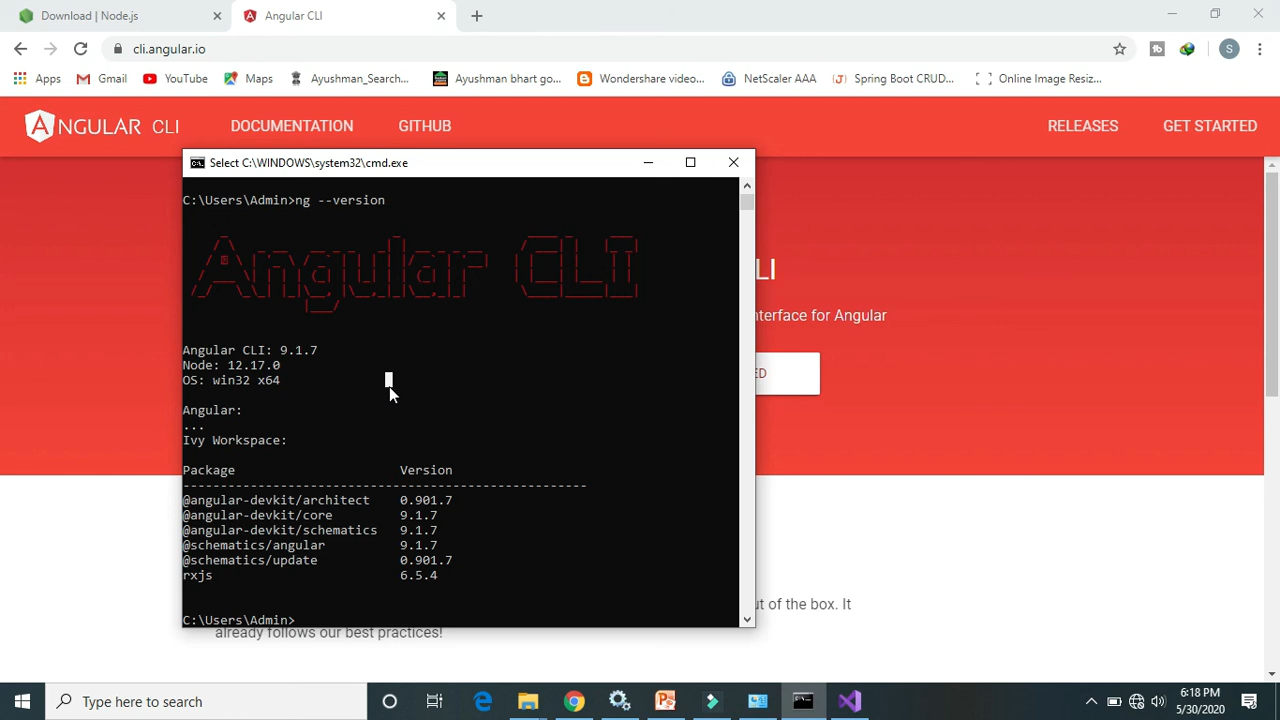 Download | Node.js
Angular CLI
cli.angular.io
S
Apps
Gmail
YouTube
Maps
Ayushman_Search...
Ayushman bhart go...
Wondershare video...
NetScaler AAA
Spring Boot CRUD...
Online Image Resiz...
ANGULAR CLI
DOCUMENTATION
GITHUB
RELEASES
GET STARTED
Select C:\WINDOWS\system32\cmd.exe
C:\Users\Admin>ng --version
Angular CLI
LI
nterface for Angular
ED
Angular CLI: 9.1.7
Node: 12.17.0
OS: win32 x64
Angular:
...
Ivy Workspace:
Package Version
------------------------------------------------------
@angular-devkit/architect 0.901.7
@angular-devkit/core 9.1.7
@angular-devkit/schematics 9.1.7
@schematics/angular 9.1.7
@schematics/update 0.901.7
rxjs 6.5.4
C:\Users\Admin>
ut of the box. It
already follows our best practices!
Type here to search
6:18 PM
5/30/2020